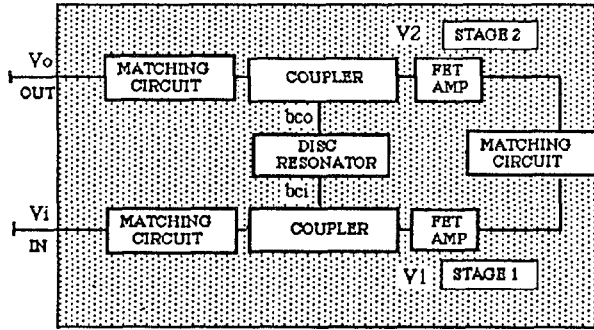 V2 STAGE 2
Vo
OUT
MATCHING
CIRCUIT
COUPLER
FET
AMP
bco
DISC
RESONATOR
MATCHING
CIRCUIT
bci
Vi
IN
MATCHING
CIRCUIT
COUPLER
FET
AMP
V1 STAGE 1